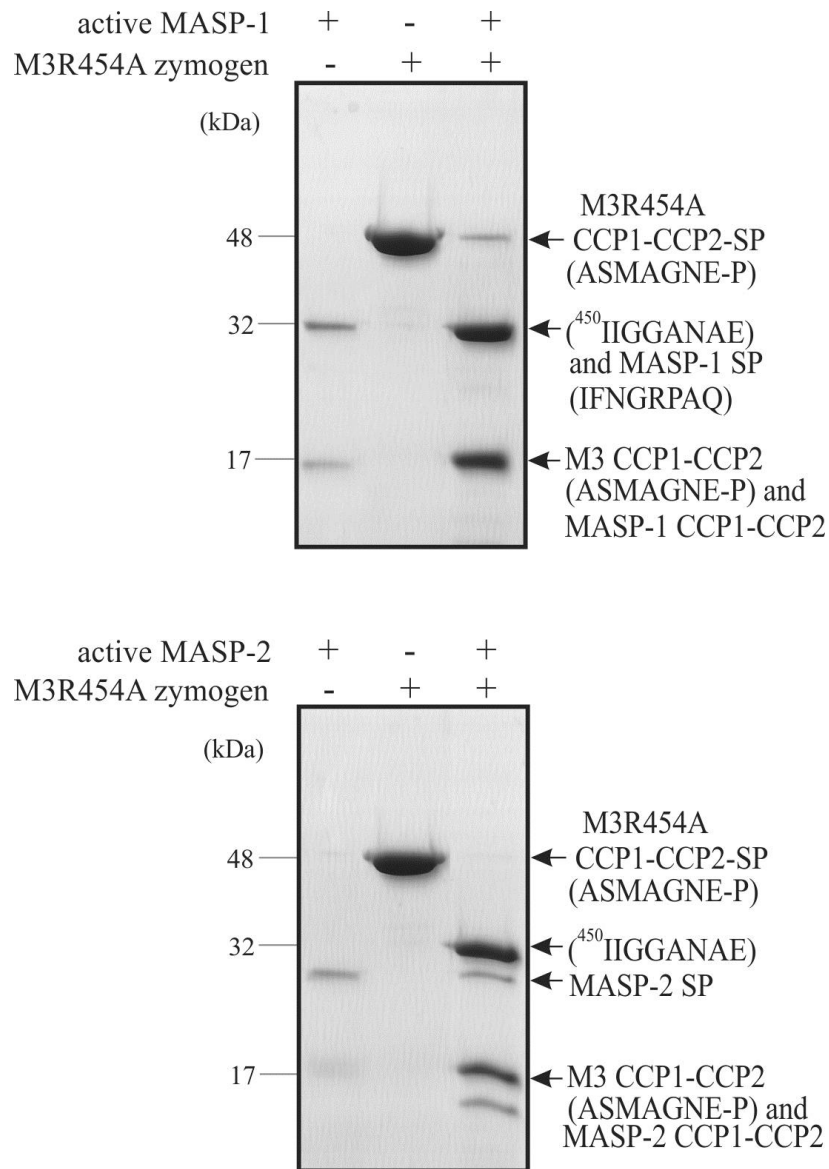 active MASP-1 + - +
M3R454A zymogen - + +
(kDa)
M3R454A
48 CCP1-CCP2-SP
(ASMAGNE-P)
32 (⁴⁵⁰IIGGANAE)
and MASP-1 SP
(IFNGRPAQ)
17 M3 CCP1-CCP2
(ASMAGNE-P) and
MASP-1 CCP1-CCP2
active MASP-2 + - +
M3R454A zymogen - + +
(kDa)
M3R454A
48 CCP1-CCP2-SP
(ASMAGNE-P)
32 (⁴⁵⁰IIGGANAE)
MASP-2 SP
17 M3 CCP1-CCP2
(ASMAGNE-P) and
MASP-2 CCP1-CCP2